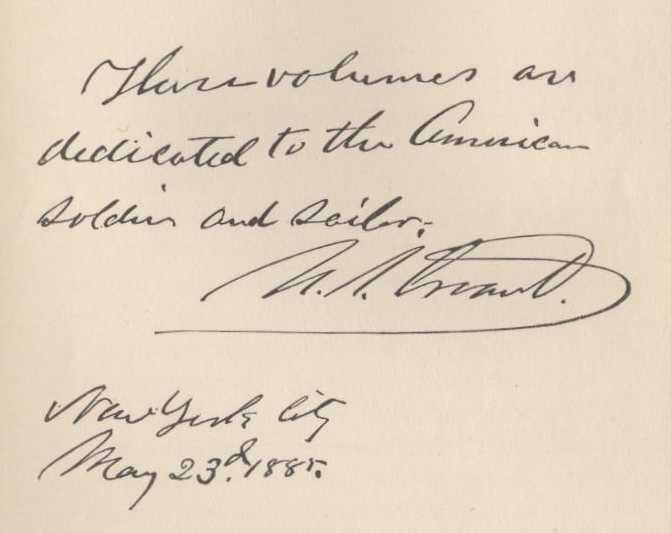 These volumes are
dedicated to the American
soldier and sailor.
U. S. Grant.
New York City
May 23d. 1885.